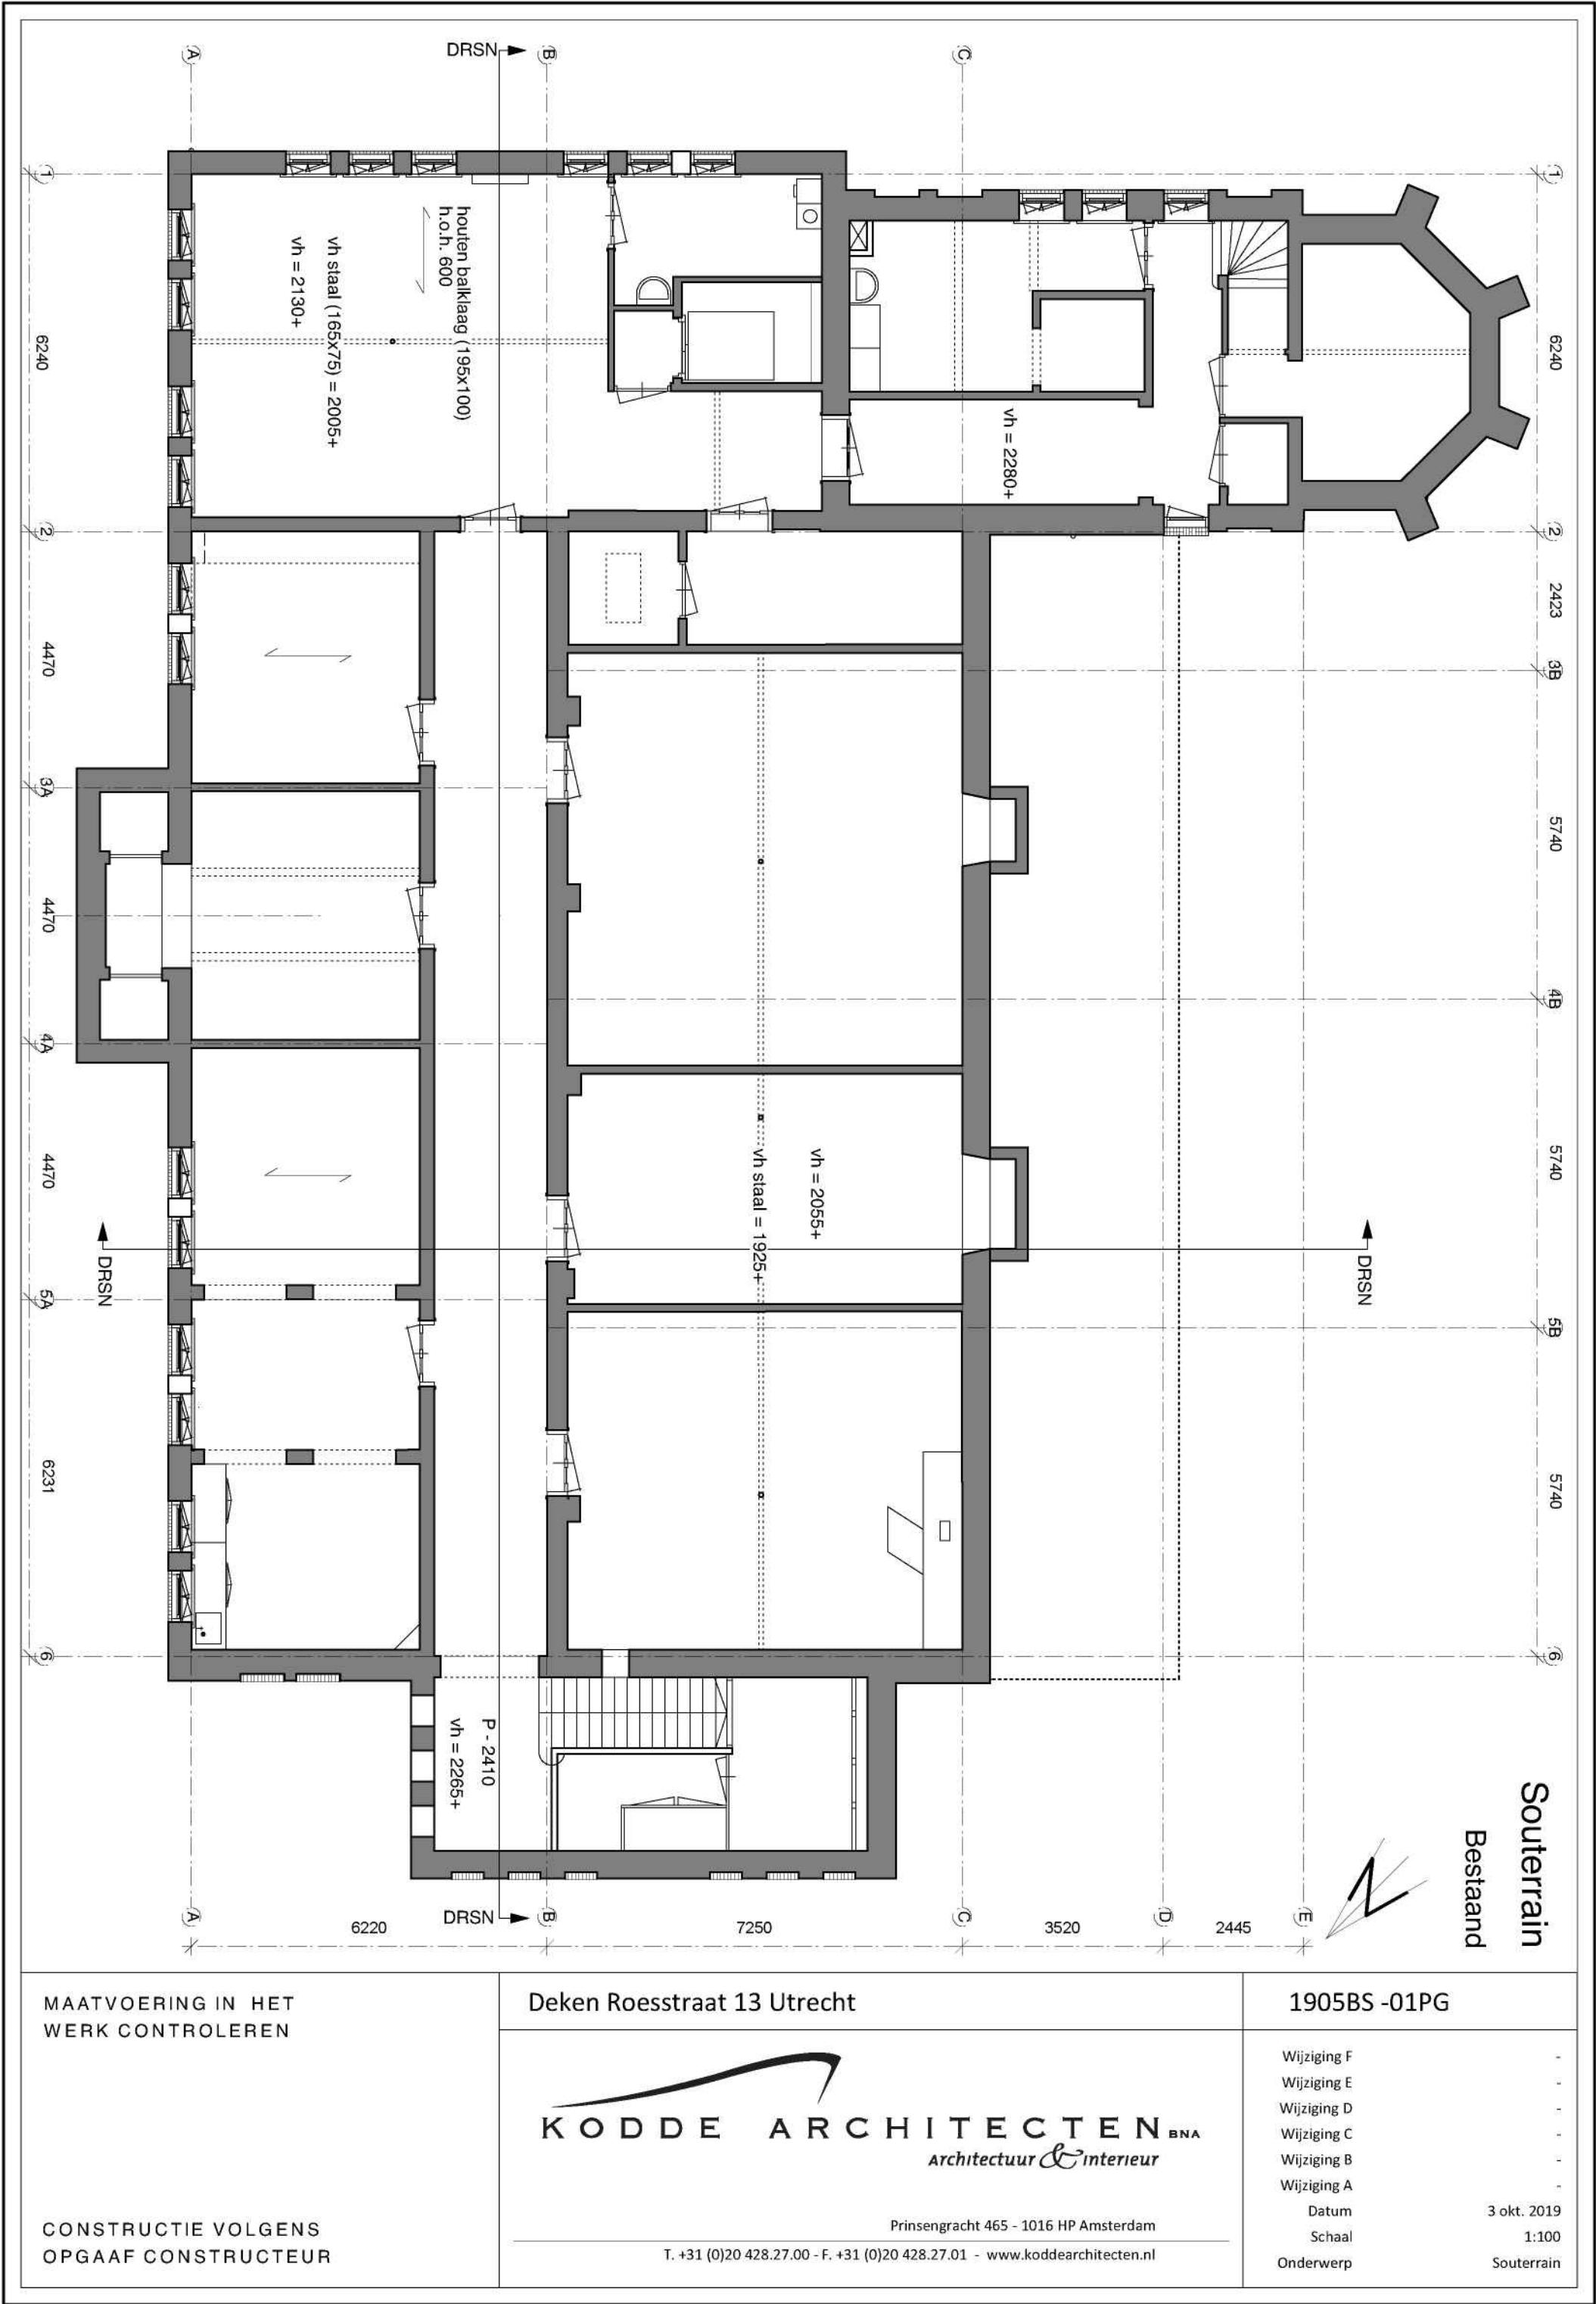 DRSN
A
B
C
1
1
houten balklaag (195x100)
h.o.h. 600
vh staal (165x75) = 2005+
vh = 2130+
6240
6240
vh = 2280+
2
2
2423
4470
3B
3A
5740
4470
4B
4A
4470
5740
vh = 2055+
vh staal = 1925+
DRSN
DRSN
5A
5B
6231
5740
6
6
P - 2410
vh = 2265+
Souterrain
Bestaand
A
DRSN
B
C
D
E
6220
7250
3520
2445
MAATVOERING IN HET
WERK CONTROLEREN
CONSTRUCTIE VOLGENS
OPGAAF CONSTRUCTEUR
Deken Roesstraat 13 Utrecht
KODDE ARCHITECTEN BNA
Architectuur & interieur
Prinsengracht 465 - 1016 HP Amsterdam
T. +31 (0)20 428.27.00 - F. +31 (0)20 428.27.01 - www.koddearchitecten.nl
1905BS -01PG
Wijziging F -
Wijziging E -
Wijziging D -
Wijziging C -
Wijziging B -
Wijziging A -
Datum 3 okt. 2019
Schaal 1:100
Onderwerp Souterrain